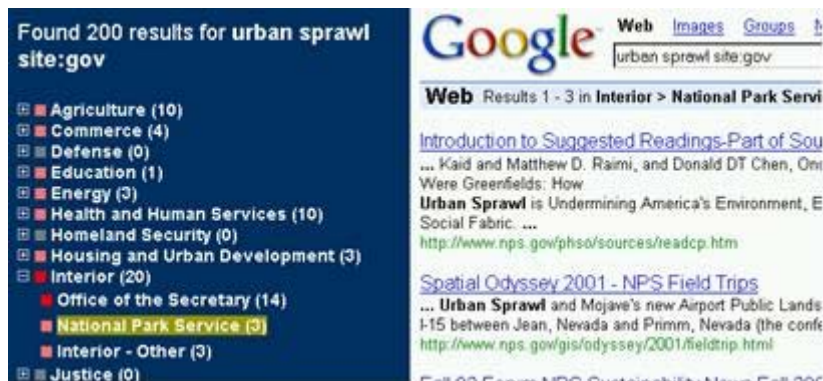 Found 200 results for urban sprawl
site:gov
Agriculture (10)
Commerce (4)
Defense (0)
Education (1)
Energy (3)
Health and Human Services (10)
Homeland Security (0)
Housing and Urban Development (3)
Interior (20)
Office of the Secretary (14)
National Park Service (3)
Interior - Other (3)
Justice (0)
Google
Web Images Groups
urban sprawl site:gov
Web Results 1 - 3 in Interior > National Park Servi
Introduction to Suggested Readings-Part of Sou
... Kaid and Matthew D. Raimi, and Donald DT Chen, On
Were Greenfields: How
Urban Sprawl is Undermining America's Environment, E
Social Fabric. ...
http://www.nps.gov/phso/sources/readcp.htm
Spatial Odyssey 2001 - NPS Field Trips
... Urban Sprawl and Mojave's new Airport Public Lands
I-15 between Jean, Nevada and Primm, Nevada (the confe
http://www.nps.gov/gis/odyssey/2001/fieldtrip.html